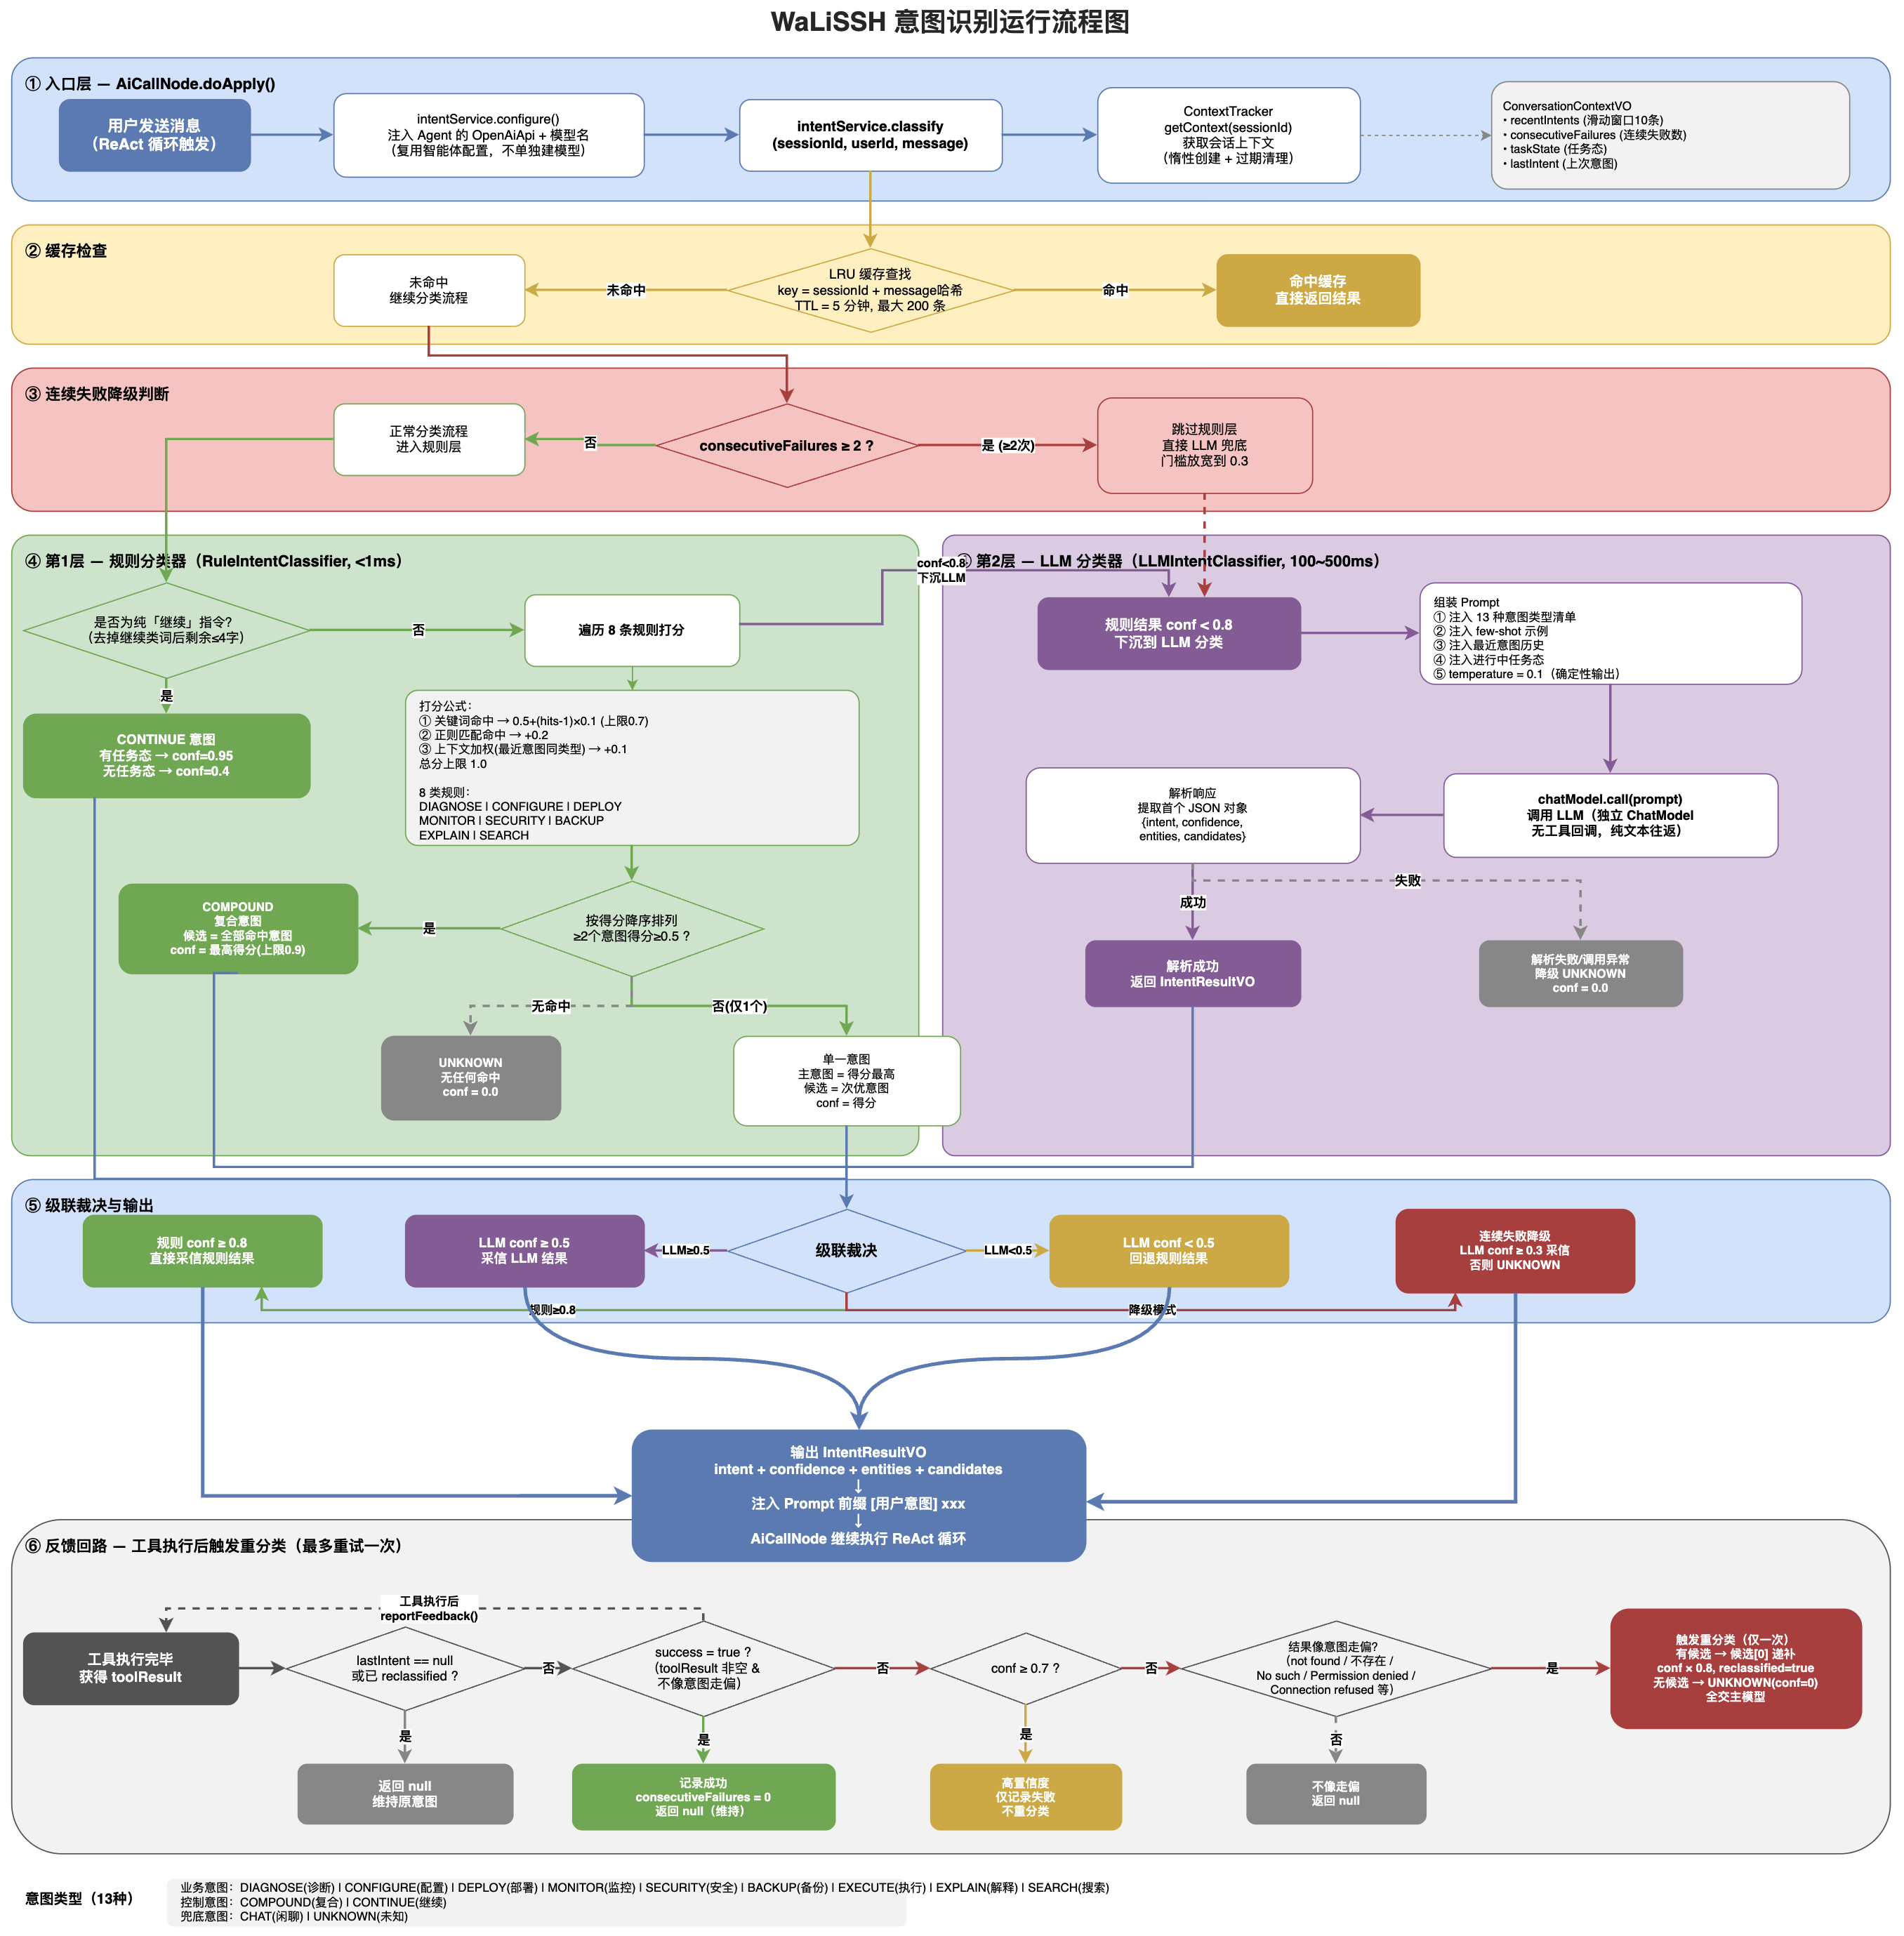 WaLiSSH 意图识别运行流程图
① 入口层 — AiCallNode.doApply()
用户发送消息
（ReAct 循环触发）
intentService.configure()
注入 Agent 的 OpenAiApi + 模型名
（复用智能体配置，不单独建模型）
intentService.classify
(sessionId, userId, message)
ContextTracker
getContext(sessionId)
获取会话上下文
（惰性创建 + 过期清理）
ConversationContextVO
• recentIntents (滑动窗口10条)
• consecutiveFailures (连续失败数)
• taskState (任务态)
• lastIntent (上次意图)
② 缓存检查
未命中
继续分类流程
未命中
LRU 缓存查找
key = sessionId + message哈希
TTL = 5 分钟, 最大 200 条
命中
命中缓存
直接返回结果
③ 连续失败降级判断
正常分类流程
进入规则层
否
consecutiveFailures ≥ 2 ?
是 (≥2次)
跳过规则层
直接 LLM 兜底
门槛放宽到 0.3
④ 第1层 — 规则分类器（RuleIntentClassifier, <1ms）
是否为纯「继续」指令?
(去掉继续类词后剩余≤4字)
否
遍历 8 条规则打分
conf<0.8
下沉LLM
是
CONTINUE 意图
有任务态 → conf=0.95
无任务态 → conf=0.4
打分公式：
① 关键词命中 → 0.5+(hits-1)×0.1 (上限0.7)
② 正则匹配命中 → +0.2
③ 上下文加权(最近意图同类型) → +0.1
总分上限 1.0
8 类规则：
DIAGNOSE | CONFIGURE | DEPLOY
MONITOR | SECURITY | BACKUP
EXPLAIN | SEARCH
COMPOUND
复合意图
候选 = 全部命中意图
conf = 最高得分(上限0.9)
是
按得分降序排列
≥2个意图得分≥0.5 ?
无命中
否(仅1个)
UNKNOWN
无任何命中
conf = 0.0
单一意图
主意图 = 得分最高
候选 = 次优意图
conf = 得分
第2层 — LLM 分类器（LLMIntentClassifier, 100~500ms）
规则结果 conf < 0.8
下沉到 LLM 分类
组装 Prompt
① 注入 13 种意图类型清单
② 注入 few-shot 示例
③ 注入最近意图历史
④ 注入进行中任务态
⑤ temperature = 0.1（确定性输出）
解析响应
提取首个 JSON 对象
{intent, confidence,
entities, candidates}
chatModel.call(prompt)
调用 LLM（独立 ChatModel
无工具回调，纯文本往返）
失败
成功
解析成功
返回 IntentResultVO
解析失败/调用异常
降级 UNKNOWN
conf = 0.0
⑤ 级联裁决与输出
规则 conf ≥ 0.8
直接采信规则结果
LLM conf ≥ 0.5
采信 LLM 结果
LLM≥0.5
级联裁决
LLM<0.5
LLM conf < 0.5
回退规则结果
连续失败降级
LLM conf ≥ 0.3 采信
否则 UNKNOWN
规则≥0.8
降级模式
输出 IntentResultVO
intent + confidence + entities + candidates
↓
注入 Prompt 前缀 [用户意图] xxx
↓
AiCallNode 继续执行 ReAct 循环
⑥ 反馈回路 — 工具执行后触发重分类（最多重试一次）
工具执行后
reportFeedback()
工具执行完毕
获得 toolResult
lastIntent == null
或已 reclassified ?
否
success = true ?
（toolResult 非空 &
不像意图走偏）
否
conf ≥ 0.7 ?
否
结果像意图走偏?
(not found / 不存在 /
No such / Permission denied /
Connection refused 等）
是
触发重分类（仅一次）
有候选 → 候选[0] 递补
conf × 0.8, reclassified=true
无候选 → UNKNOWN(conf=0)
全交主模型
是
是
是
否
返回 null
维持原意图
记录成功
consecutiveFailures = 0
返回 null（维持）
高置信度
仅记录失败
不重分类
不像走偏
返回 null
意图类型（13种）
业务意图：DIAGNOSE(诊断) | CONFIGURE(配置) | DEPLOY(部署) | MONITOR(监控) | SECURITY(安全) | BACKUP(备份) | EXECUTE(执行) | EXPLAIN(解释) | SEARCH(搜索)
控制意图：COMPOUND(复合) | CONTINUE(继续)
兜底意图：CHAT(闲聊) | UNKNOWN(未知)